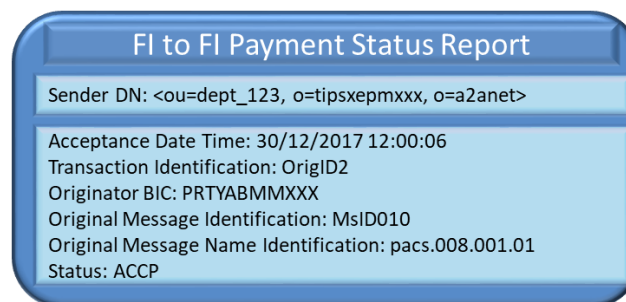 FI to FI Payment Status Report
Sender DN: <ou=dept_123, o=tipsxepmxxx, o=a2anet>
Acceptance Date Time: 30/12/2017 12:00:06
Transaction Identification: OrigID2
Originator BIC: PRTYABMMXXX
Original Message Identification: MsID010
Original Message Name Identification: pacs.008.001.01
Status: ACCP